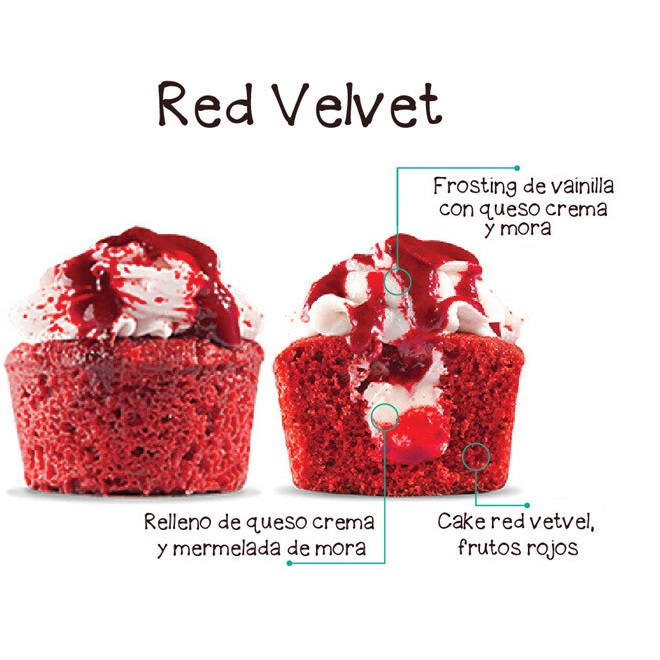 Red Velvet
Frosting de vainilla
con queso crema
y mora
Relleno de queso crema
y mermelada de mora
Cake red vetvel,
frutos rojos